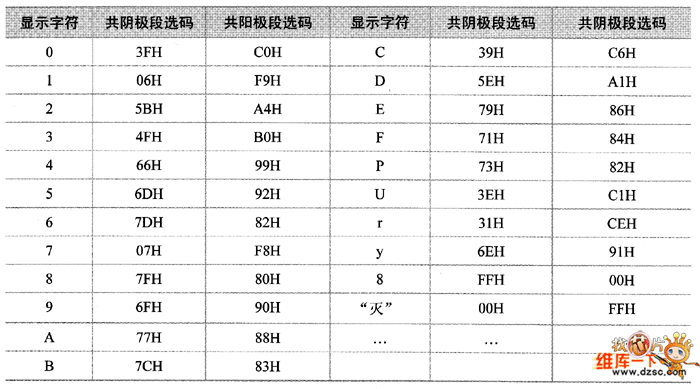 显示字符 共阴极段选码 共阳极段选码 显示字符 共阴极段选码 共阳极段选码
0 3FH C0H C 39H C6H
1 06H F9H D 5EH A1H
2 5BH A4H E 79H 86H
3 4FH B0H F 71H 84H
4 66H 99H P 73H 82H
5 6DH 92H U 3EH C1H
6 7DH 82H r 31H CEH
7 07H F8H y 6EH 91H
8 7FH 80H 8 FFH 00H
9 6FH 90H “灭” 00H FFH
A 77H 88H … …
B 7CH 83H
维库一下
www.dzsc.com